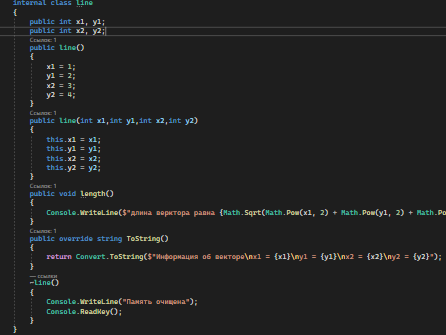 internal class line
{
public int x1, y1;
public int x2, y2;
Ссылок: 1
public line()
{
x1 = 1;
y1 = 2;
x2 = 3;
y2 = 4;
}
Ссылок: 1
public line(int x1,int y1,int x2,int y2)
{
this.x1 = x1;
this.y1 = y1;
this.x2 = x2;
this.y2 = y2;
}
Ссылок: 1
public void length()
{
Console.WriteLine($"длина верктора равна {Math.Sqrt(Math.Pow(x1, 2) + Math.Pow(y1, 2) + Math.Po
}
Ссылок: 1
public override string ToString()
{
return Convert.ToString($"Информация об векторе\nx1 = {x1}\ny1 = {y1}\nx2 = {x2}\ny2 = {y2}");
}
— ссылки
~line()
{
Console.WriteLine("Память очищена");
Console.ReadKey();
}
}